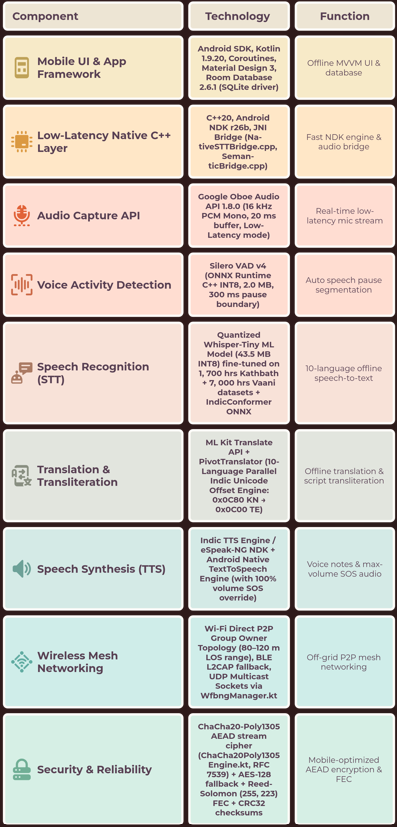 Component
Technology
Function
Mobile UI & App
Framework
Android SDK, Kotlin
1.9.20, Coroutines,
Material Design 3,
Room Database
2.6.1 (SQLite driver)
Offline MVVM UI &
database
Low-Latency Native C++
Layer
C++20, Android
NDK r26b, JNI
Bridge (Na-
tiveSTTBridge.cpp,
Seman-
ticBridge.cpp)
Fast NDK engine &
audio bridge
Audio Capture API
Google Oboe Audio
API 1.8.0 (16 kHz
PCM Mono, 20 ms
buffer, Low-
Latency mode)
Real-time low-
latency mic stream
Voice Activity Detection
Silero VAD v4
(ONNX Runtime
C++ INT8, 2.0 MB,
300 ms pause
boundary)
Auto speech pause
segmentation
Speech Recognition
(STT)
Quantized
Whisper-Tiny ML
Model (43.5 MB
INT8) fine-tuned on
1, 700 hrs Kathbath
+ 7, 000 hrs Vaani
datasets +
IndicConformer
ONNX
10-language offline
speech-to-text
Translation &
Transliteration
ML Kit Translate
API +
PivotTranslator (10-
Language Parallel
Indic Unicode
Offset Engine:
0x0C80 KN →
0x0C00 TE)
Offline translation &
script transliteration
Speech Synthesis (TTS)
Indic TTS Engine /
eSpeak-NG NDK +
Android Native
TextToSpeech
Engine (with 100%
volume SOS
override)
Voice notes & max-
volume SOS audio
Wireless Mesh
Networking
Wi-Fi Direct P2P
Group Owner
Topology (80–120 m
LOS range), BLE
L2CAP fallback,
UDP Multicast
Sockets via
WfbngManager.kt
Off-grid P2P mesh
networking
Security & Reliability
ChaCha20-Poly1305
AEAD stream
cipher
(ChaCha20Poly1305
Engine.kt, RFC
7539) + AES-128
fallback + Reed-
Solomon (255, 223)
FEC + CRC32
checksums
Mobile-optimized
AEAD encryption &
FEC